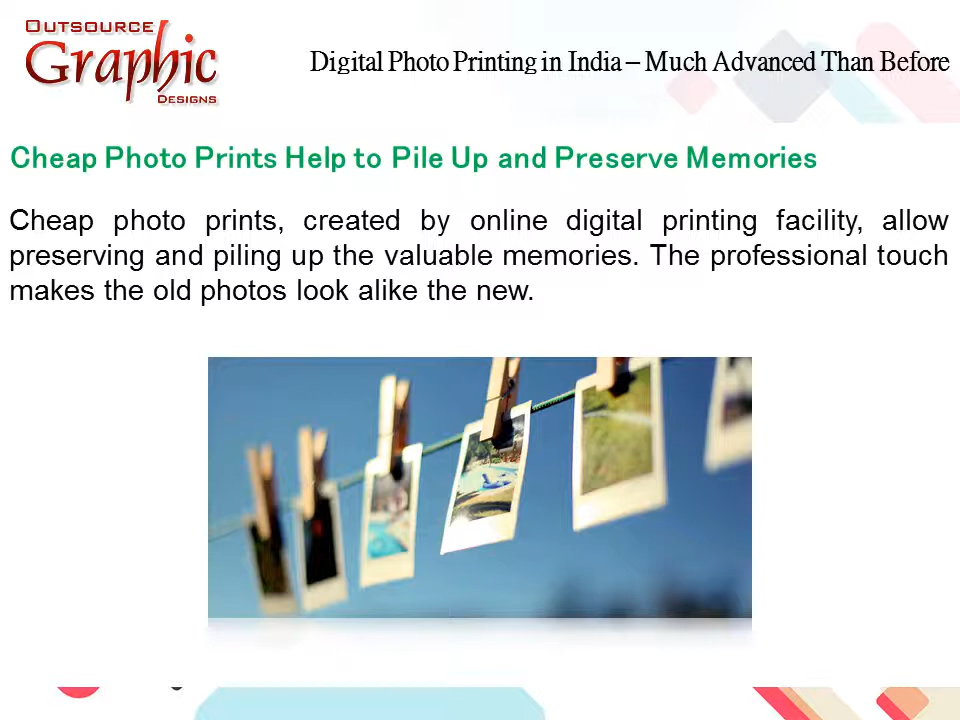 OUTSOURCE
Graphic
DESIGNS
Digital Photo Printing in India – Much Advanced Than Before
Cheap Photo Prints Help to Pile Up and Preserve Memories
Cheap photo prints, created by online digital printing facility, allow
preserving and piling up the valuable memories. The professional touch
makes the old photos look alike the new.